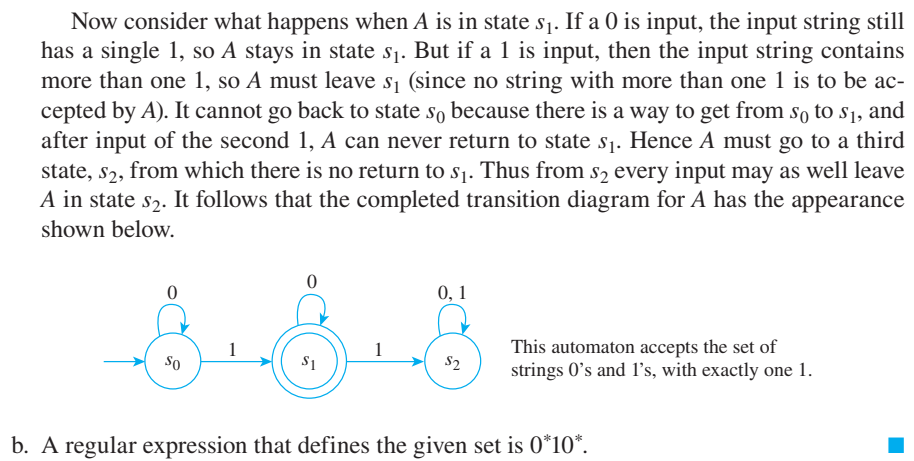 Now consider what happens when A is in state s₁. If a 0 is input, the input string still
has a single 1, so A stays in state s₁. But if a 1 is input, then the input string contains
more than one 1, so A must leave s₁ (since no string with more than one 1 is to be ac-
cepted by A). It cannot go back to state s₀ because there is a way to get from s₀ to s₁, and
after input of the second 1, A can never return to state s₁. Hence A must go to a third
state, s₂, from which there is no return to s₁. Thus from s₂ every input may as well leave
A in state s₂. It follows that the completed transition diagram for A has the appearance
shown below.
0 0 0, 1
s₀ 1 s₁ 1 s₂
This automaton accepts the set of
strings 0's and 1's, with exactly one 1.
b. A regular expression that defines the given set is 0*10*.